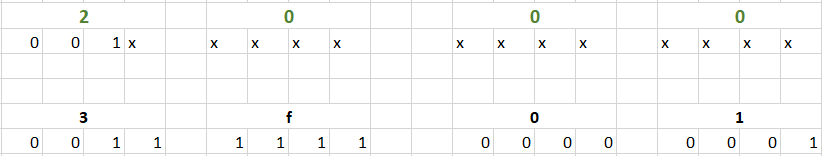 2 0 0 0
0 0 1 x x x x x x x x x x x x x
3 f 0 1
0 0 1 1 1 1 1 1 0 0 0 0 0 0 0 1